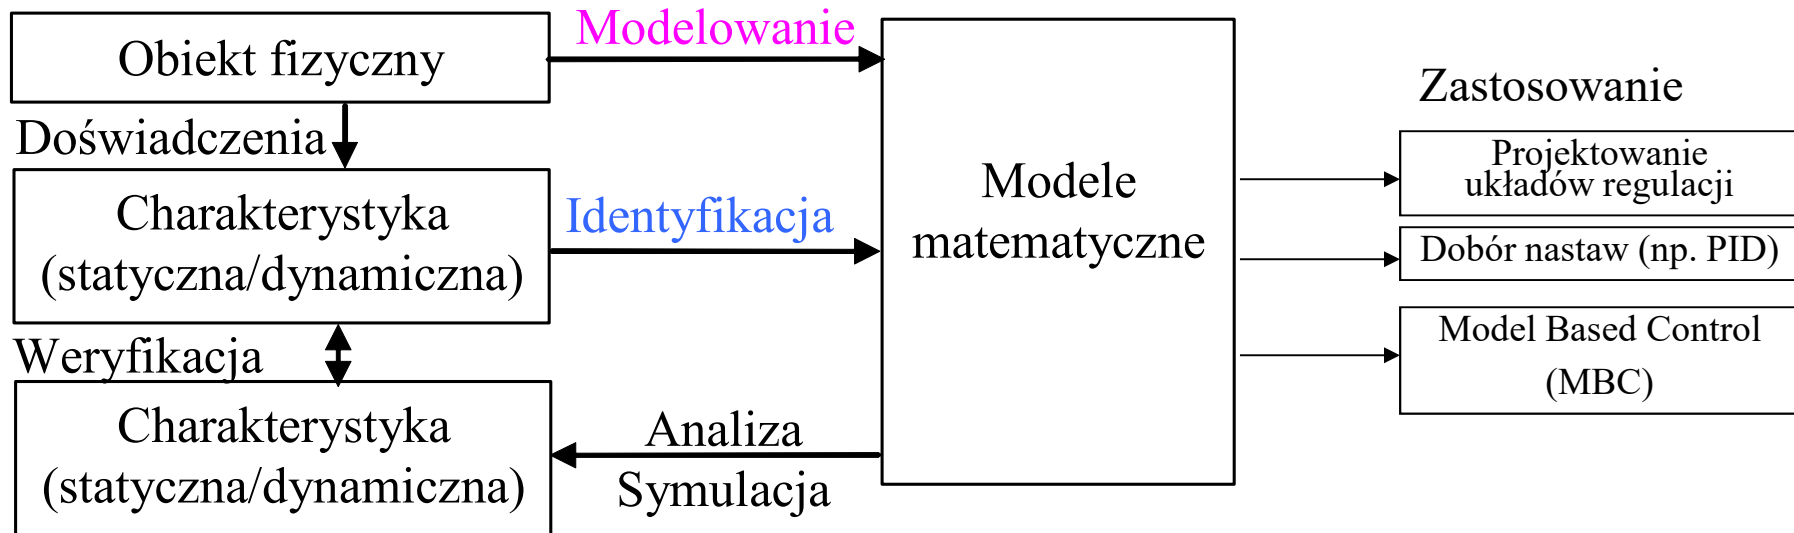 Obiekt fizyczny
Modelowanie
Doświadczenia
Charakterystyka
(statyczna/dynamiczna)
Identyfikacja
Weryfikacja
Charakterystyka
(statyczna/dynamiczna)
Analiza
Symulacja
Modele
matematyczne
Zastosowanie
Projektowanie
układów regulacji
Dobór nastaw (np. PID)
Model Based Control
(MBC)